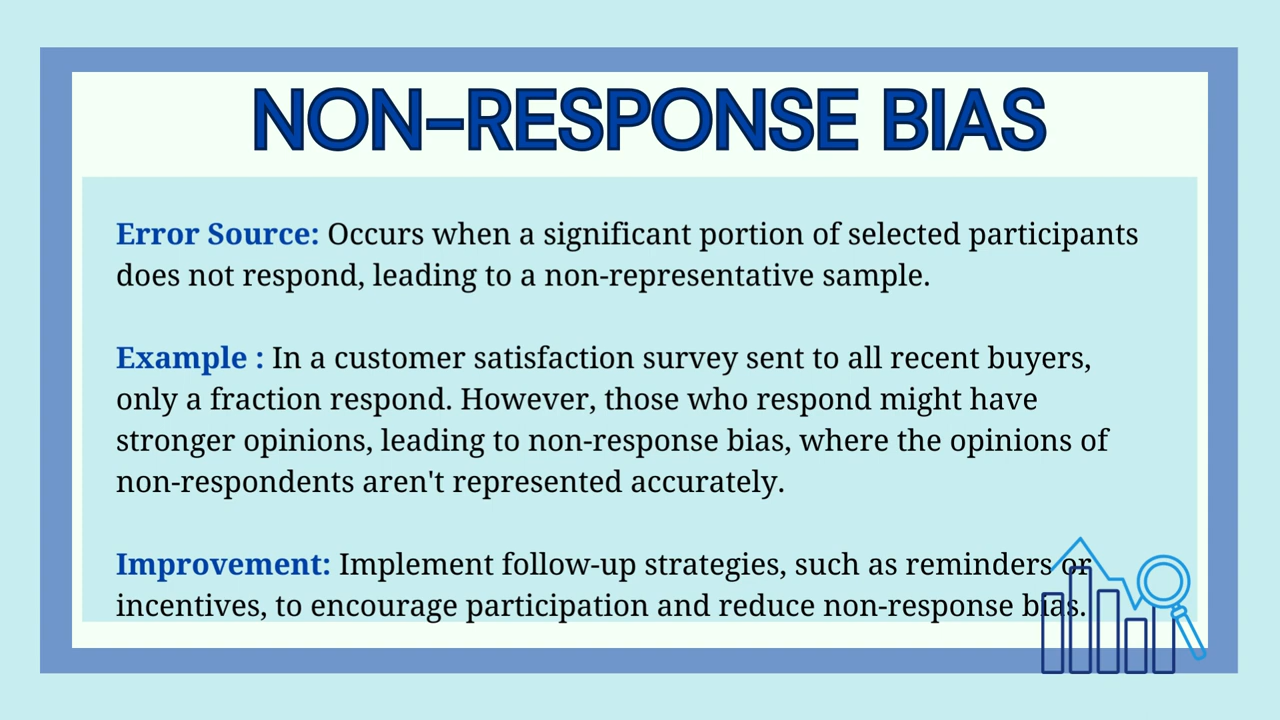 NON–RESPONSE BIAS
Error Source: Occurs when a significant portion of selected participants
does not respond, leading to a non-representative sample.
Example : In a customer satisfaction survey sent to all recent buyers,
only a fraction respond. However, those who respond might have
stronger opinions, leading to non-response bias, where the opinions of
non-respondents aren't represented accurately.
Improvement: Implement follow-up strategies, such as reminders or
incentives, to encourage participation and reduce non-response bias.